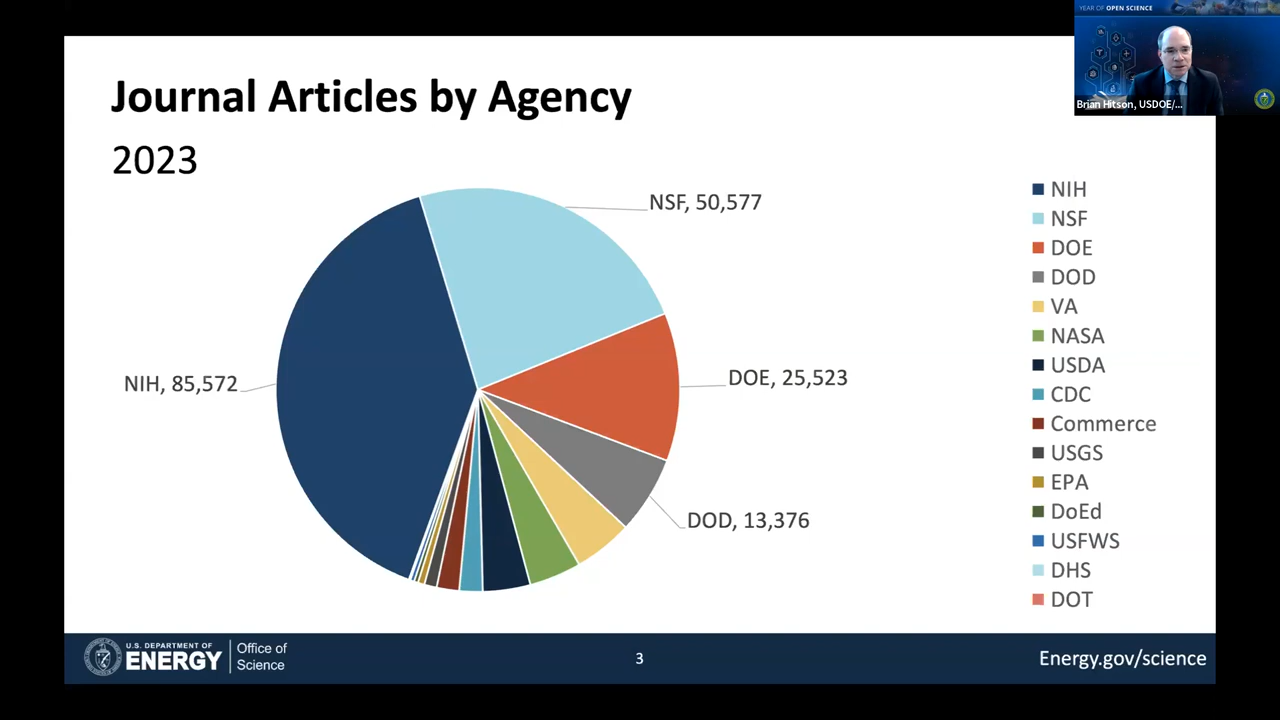 YEAR OF OPEN SCIENCE
Brian Hitson, USDOE/...
Journal Articles by Agency
2023
NSF, 50,577
NIH, 85,572
DOE, 25,523
DOD, 13,376
NIH
NSF
DOE
DOD
VA
NASA
USDA
CDC
Commerce
USGS
EPA
DoEd
USFWS
DHS
DOT
U.S. DEPARTMENT OF
ENERGY
Office of
Science
3
Energy.gov/science